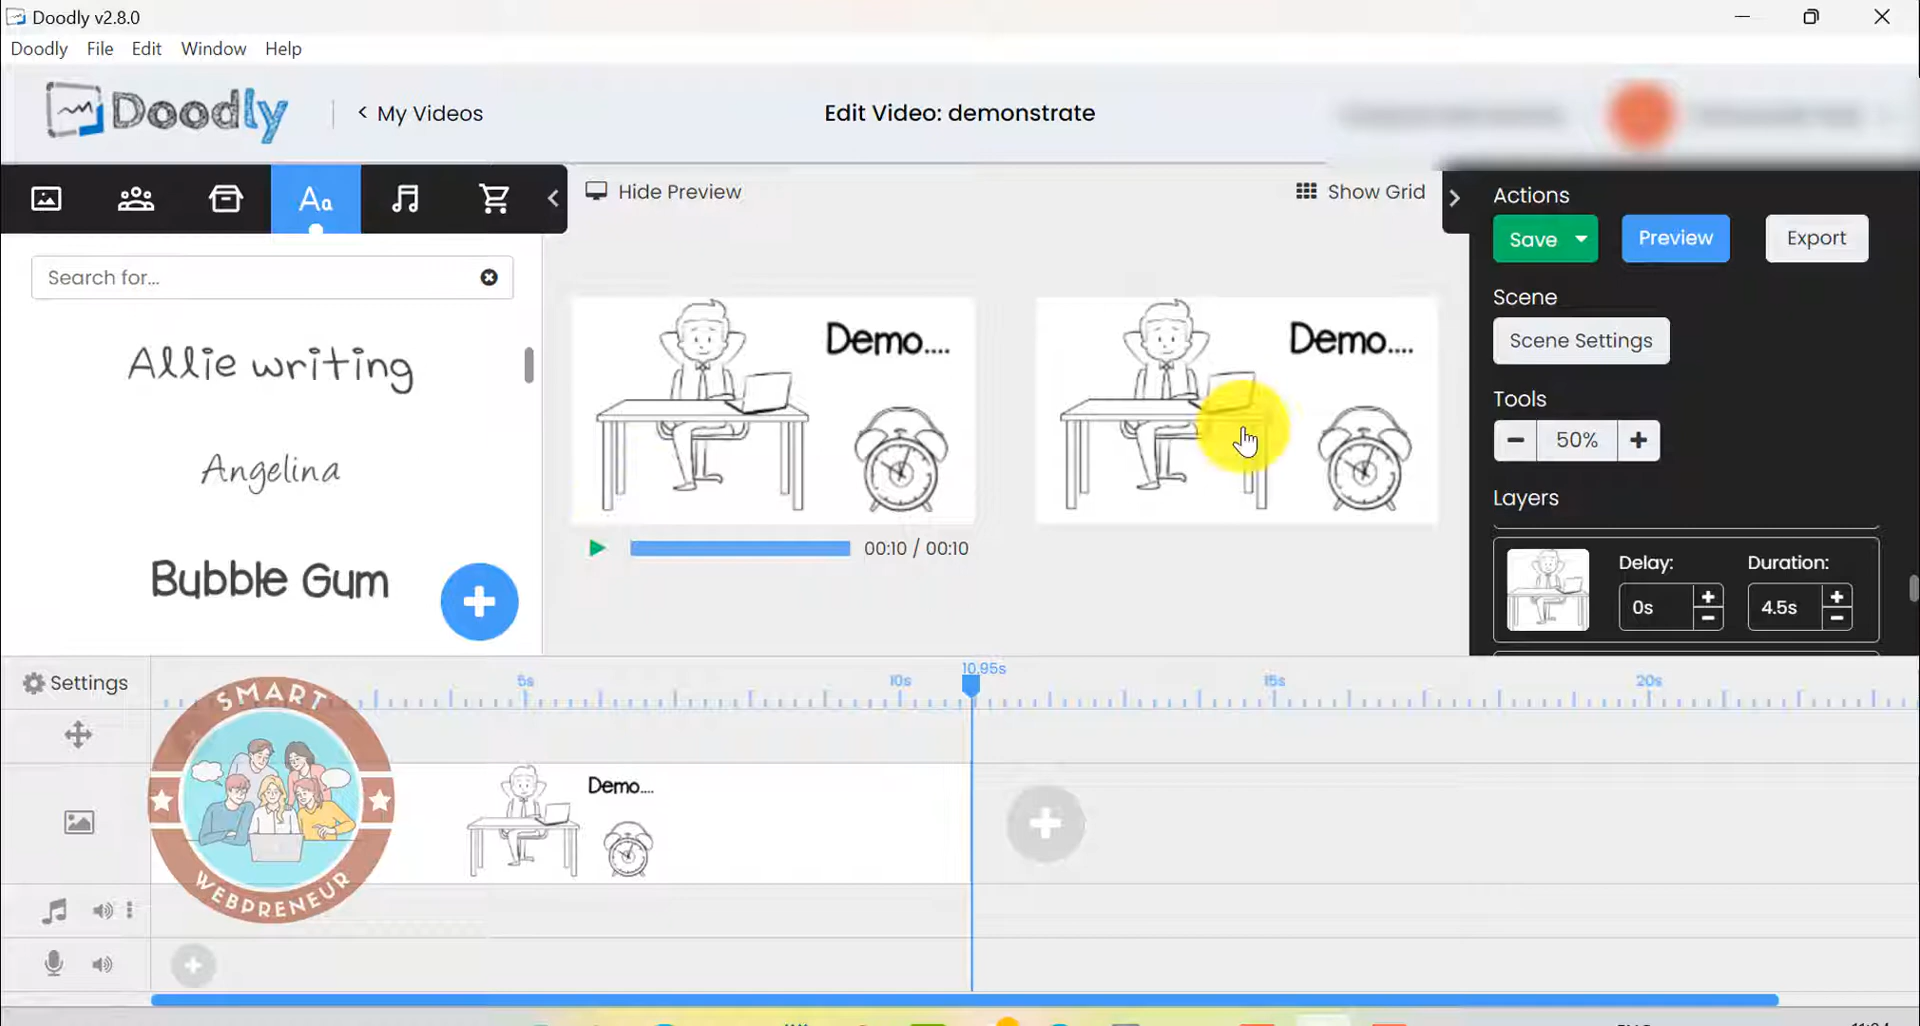 Doodly v2.8.0
Doodly File Edit Window Help
Doodly
< My Videos
Edit Video: demonstrate
Aa
Hide Preview
Show Grid
Search for...
Allie writing
Angelina
Bubble Gum
Demo....
Demo....
00:10 / 00:10
Actions
Save
Preview
Export
Scene
Scene Settings
Tools
50%
Layers
Delay:
Duration:
0s
4.5s
Settings
5s
10s
10.95s
15s
20s
SMART
WEBPRENEUR
Demo....